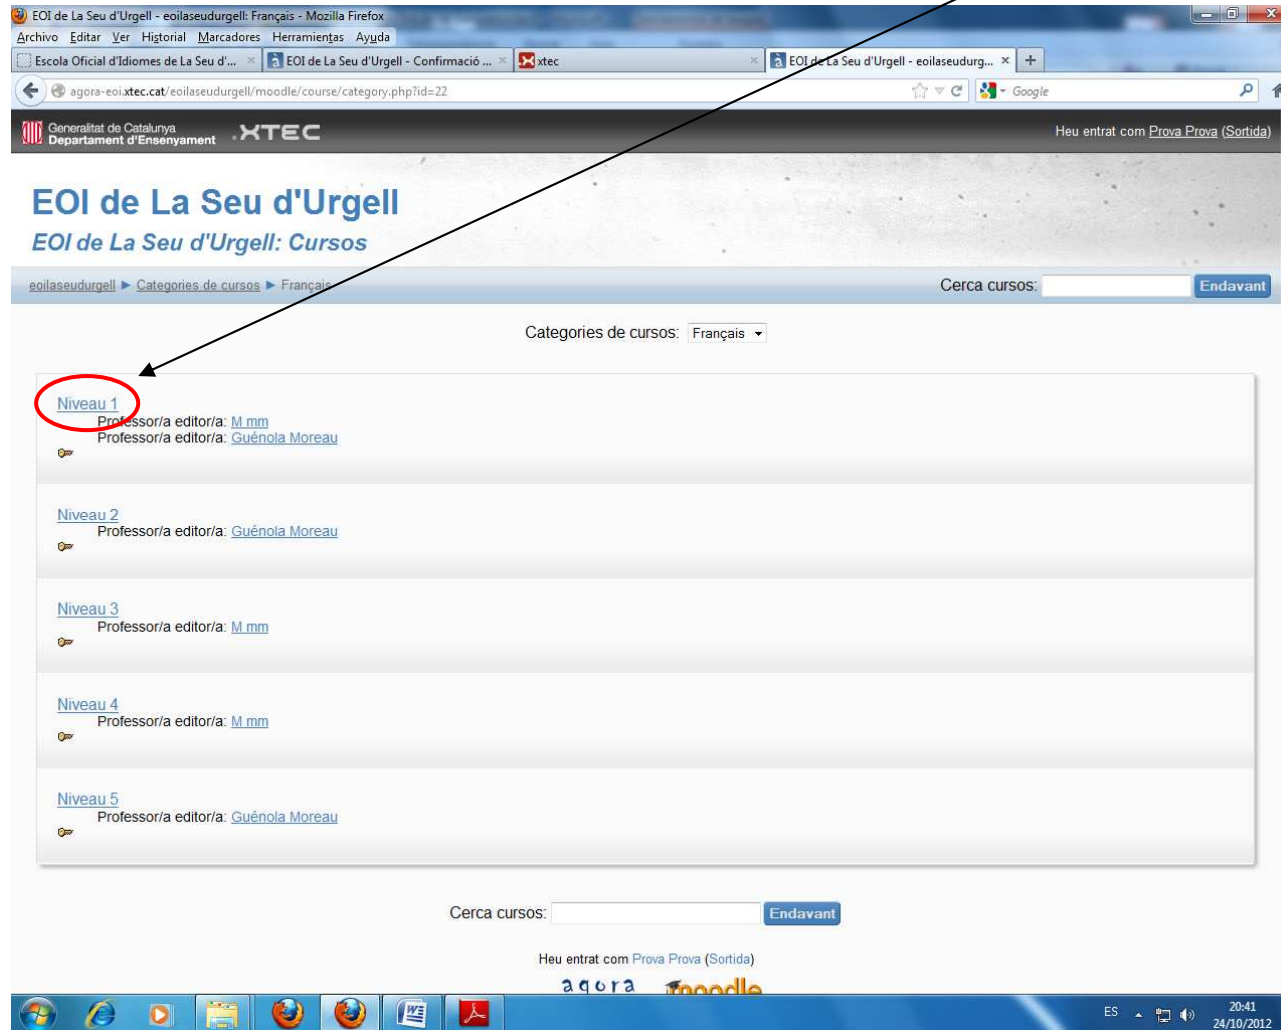 EOI de La Seu d'Urgell - eoilaseudurgell: Français - Mozilla Firefox
Archivo Editar Ver Historial Marcadores Herramientas Ayuda
Escola Oficial d'Idiomes de La Seu d'... EOI de La Seu d'Urgell - Confirmació ... xtec EOI de La Seu d'Urgell - eoilaseudurg...
agora-eoi.xtec.cat/eoilaseudurgell/moodle/course/category.php?id=22 Google
Generalitat de Catalunya
Departament d'Ensenyament XTEC Heu entrat com Prova Prova (Sortida)
EOI de La Seu d'Urgell
EOI de La Seu d'Urgell: Cursos
eoilaseudurgell ► Categories de cursos ► Français Cerca cursos: Endavant
Categories de cursos: Français
Niveau 1
Professor/a editor/a: M mm
Professor/a editor/a: Guénola Moreau
Niveau 2
Professor/a editor/a: Guénola Moreau
Niveau 3
Professor/a editor/a: M mm
Niveau 4
Professor/a editor/a: M mm
Niveau 5
Professor/a editor/a: Guénola Moreau
Cerca cursos: Endavant
Heu entrat com Prova Prova (Sortida)
agora moodle
ES 20:41
24/10/2012